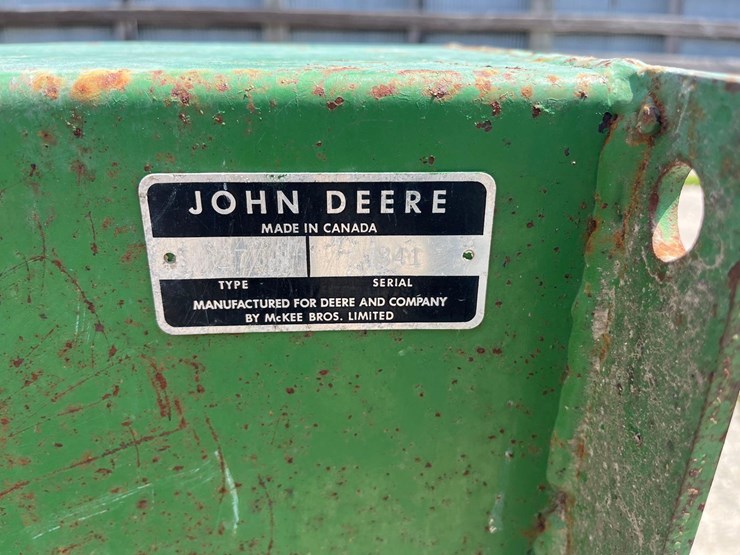 JOHN DEERE
MADE IN CANADA
TYPE SERIAL
MANUFACTURED FOR DEERE AND COMPANY
BY McKEE BROS. LIMITED